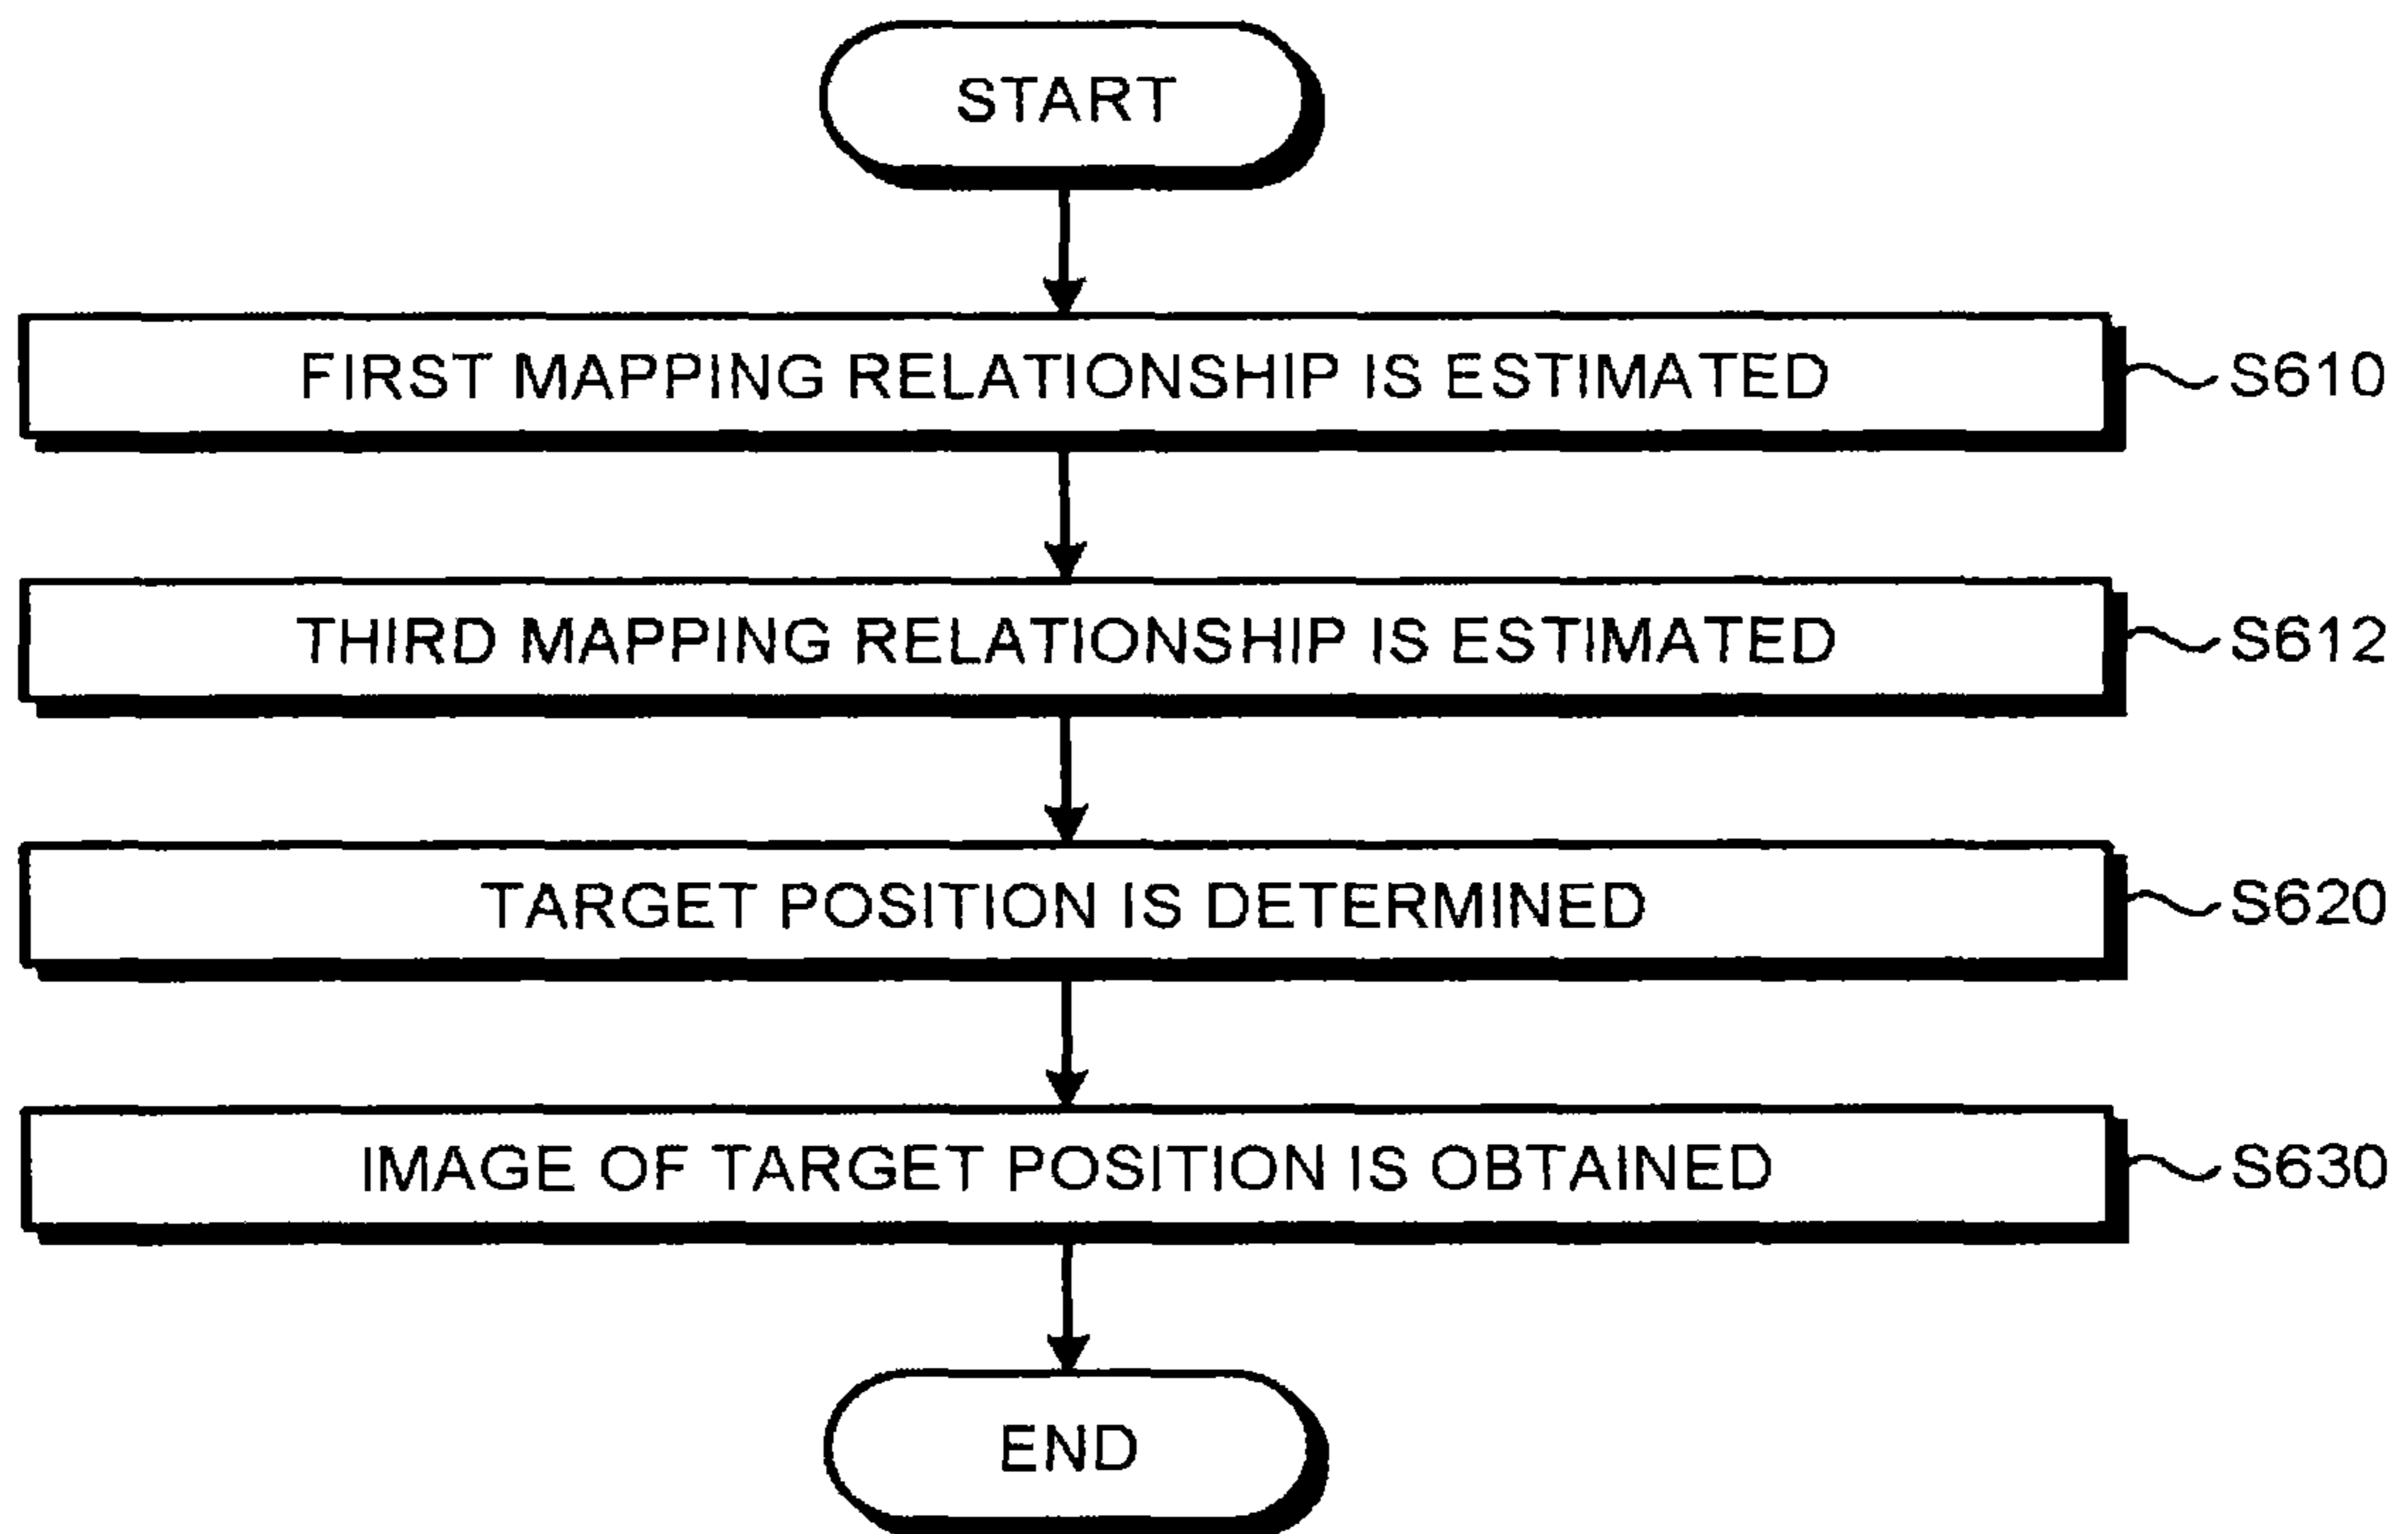 START
FIRST MAPPING RELATIONSHIP IS ESTIMATED
S610
THIRD MAPPING RELATIONSHIP IS ESTIMATED
S612
TARGET POSITION IS DETERMINED
S620
IMAGE OF TARGET POSITION IS OBTAINED
S630
END